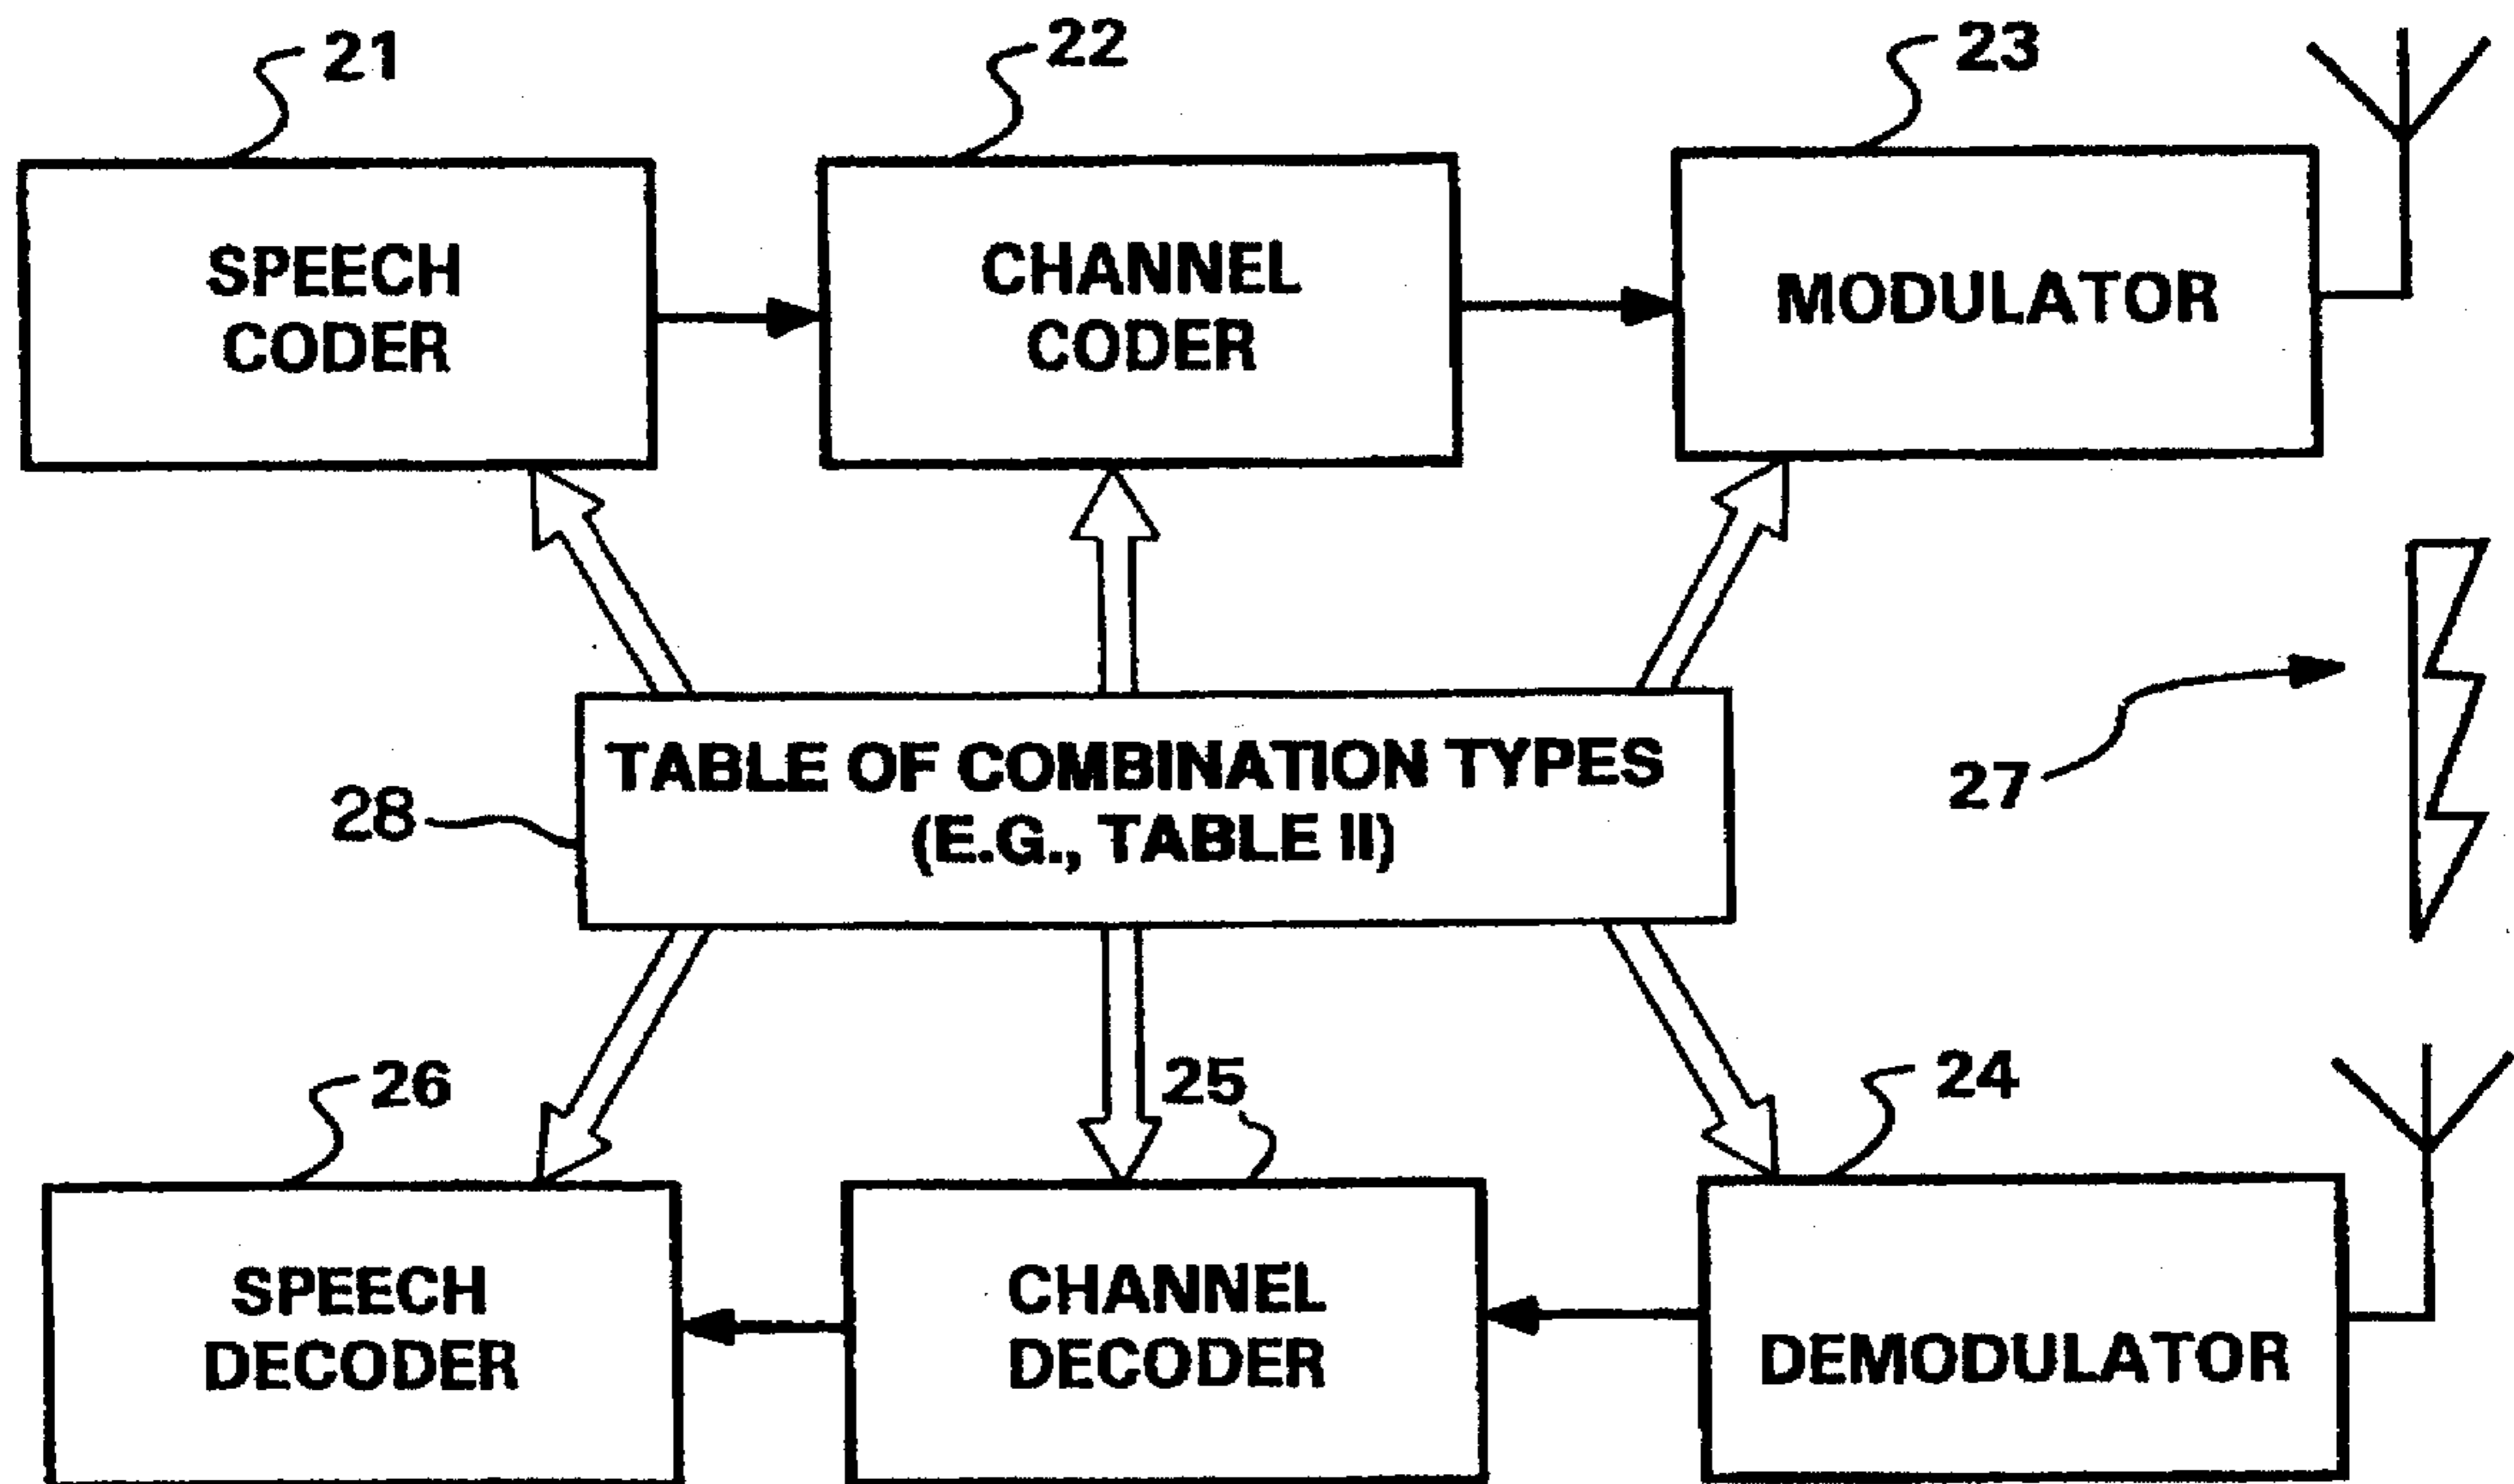 21
22
23
SPEECH
CODER
CHANNEL
CODER
MODULATOR
TABLE OF COMBINATION TYPES
(E.G., TABLE II)
28
27
26
25
24
SPEECH
DECODER
CHANNEL
DECODER
DEMODULATOR